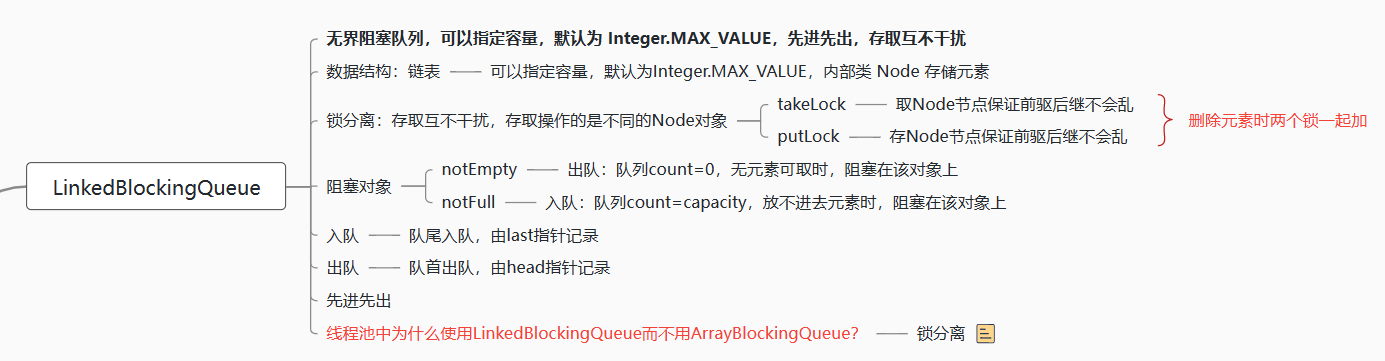 LinkedBlockingQueue
无界阻塞队列，可以指定容量，默认为 Integer.MAX_VALUE，先进先出，存取互不干扰
数据结构：链表
可以指定容量，默认为Integer.MAX_VALUE，内部类 Node 存储元素
锁分离：存取互不干扰，存取操作的是不同的Node对象
takeLock
取Node节点保证前驱后继不会乱
putLock
存Node节点保证前驱后继不会乱
删除元素时两个锁一起加
阻塞对象
notEmpty
出队：队列count=0，无元素可取时，阻塞在该对象上
notFull
入队：队列count=capacity，放不进去元素时，阻塞在该对象上
入队
队尾入队，由last指针记录
出队
队首出队，由head指针记录
先进先出
线程池中为什么使用LinkedBlockingQueue而不用ArrayBlockingQueue？
锁分离